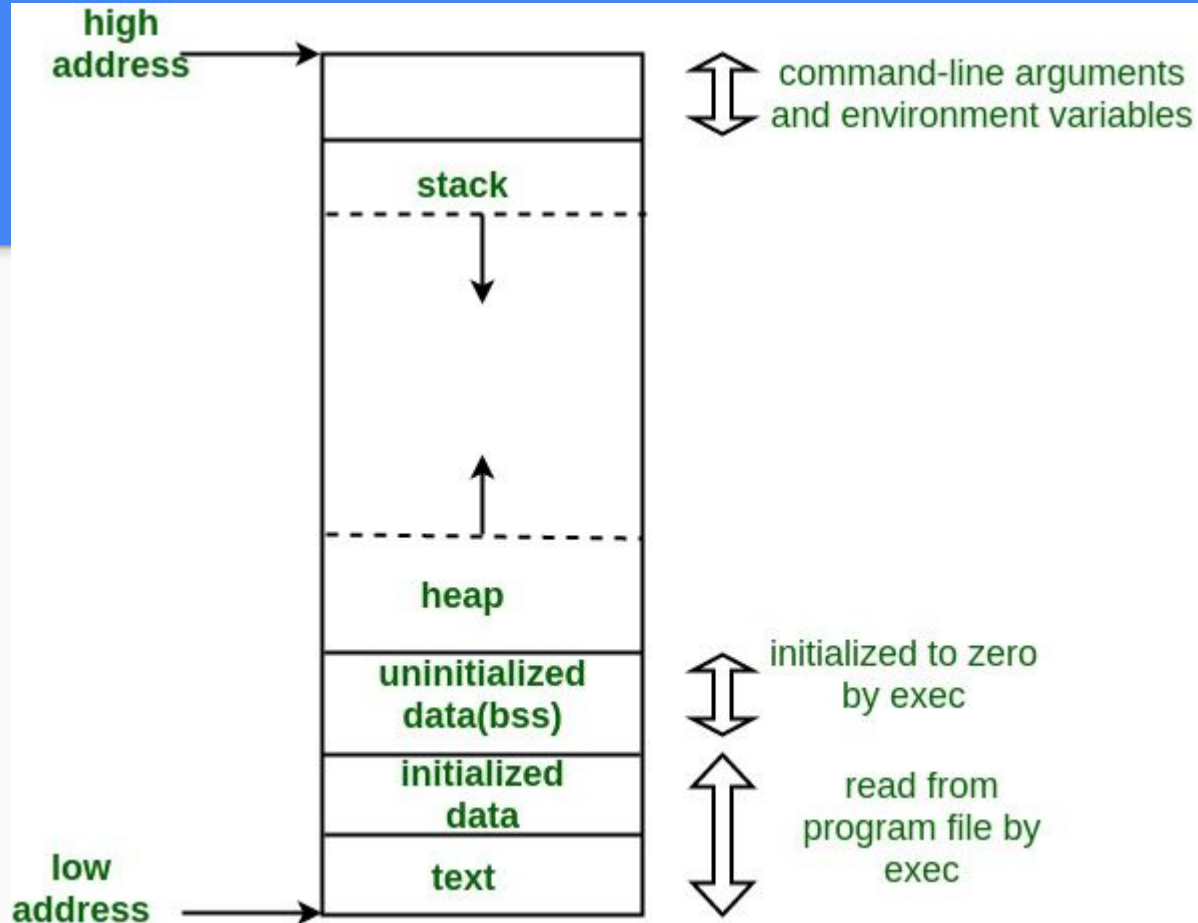 high
address
command-line arguments
and environment variables
stack
heap
uninitialized
data(bss)
initialized to zero
by exec
initialized
data
read from
program file by
exec
text
low
address